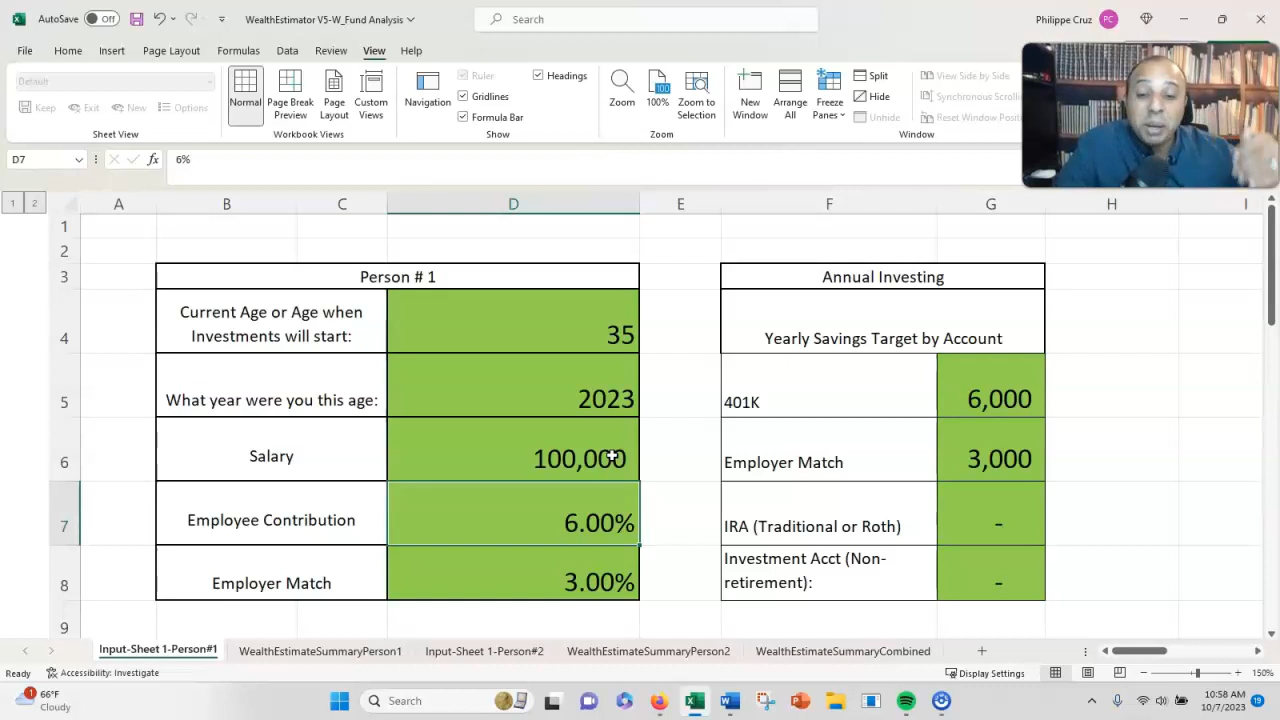 AutoSave Off WealthEstimator V5-W_Fund Analysis Search Philippe Cruz PC
File Home Insert Page Layout Formulas Data Review View Help
Default
Keep Exit New Options
Sheet View
Normal Page Break Preview Page Layout Custom Views
Workbook Views
Navigation Ruler Gridlines Formula Bar Headings
Show
Zoom 100 100% Zoom to Selection
Zoom
New Window Arrange All Freeze Panes Split Hide Unhide
View Side by Side
Synchronous Scrolli
Reset Window Positi
Window
D7 fx 6%
1 2 A B C D E F G H I
1
2
3 Person # 1 Annual Investing
4 Current Age or Age when Investments will start: 35 Yearly Savings Target by Account
5 What year were you this age: 2023 401K 6,000
6 Salary 100,000 Employer Match 3,000
7 Employee Contribution 6.00% IRA (Traditional or Roth) -
8 Employer Match 3.00% Investment Acct (Non-retirement): -
9
Input-Sheet 1-Person#1 WealthEstimateSummaryPerson1 Input-Sheet 1-Person#2 WealthEstimateSummaryPerson2 WealthEstimateSummaryCombined
Ready Accessibility: Investigate Display Settings 150%
1 66°F Cloudy Search 10:58 AM 10/7/2023 19